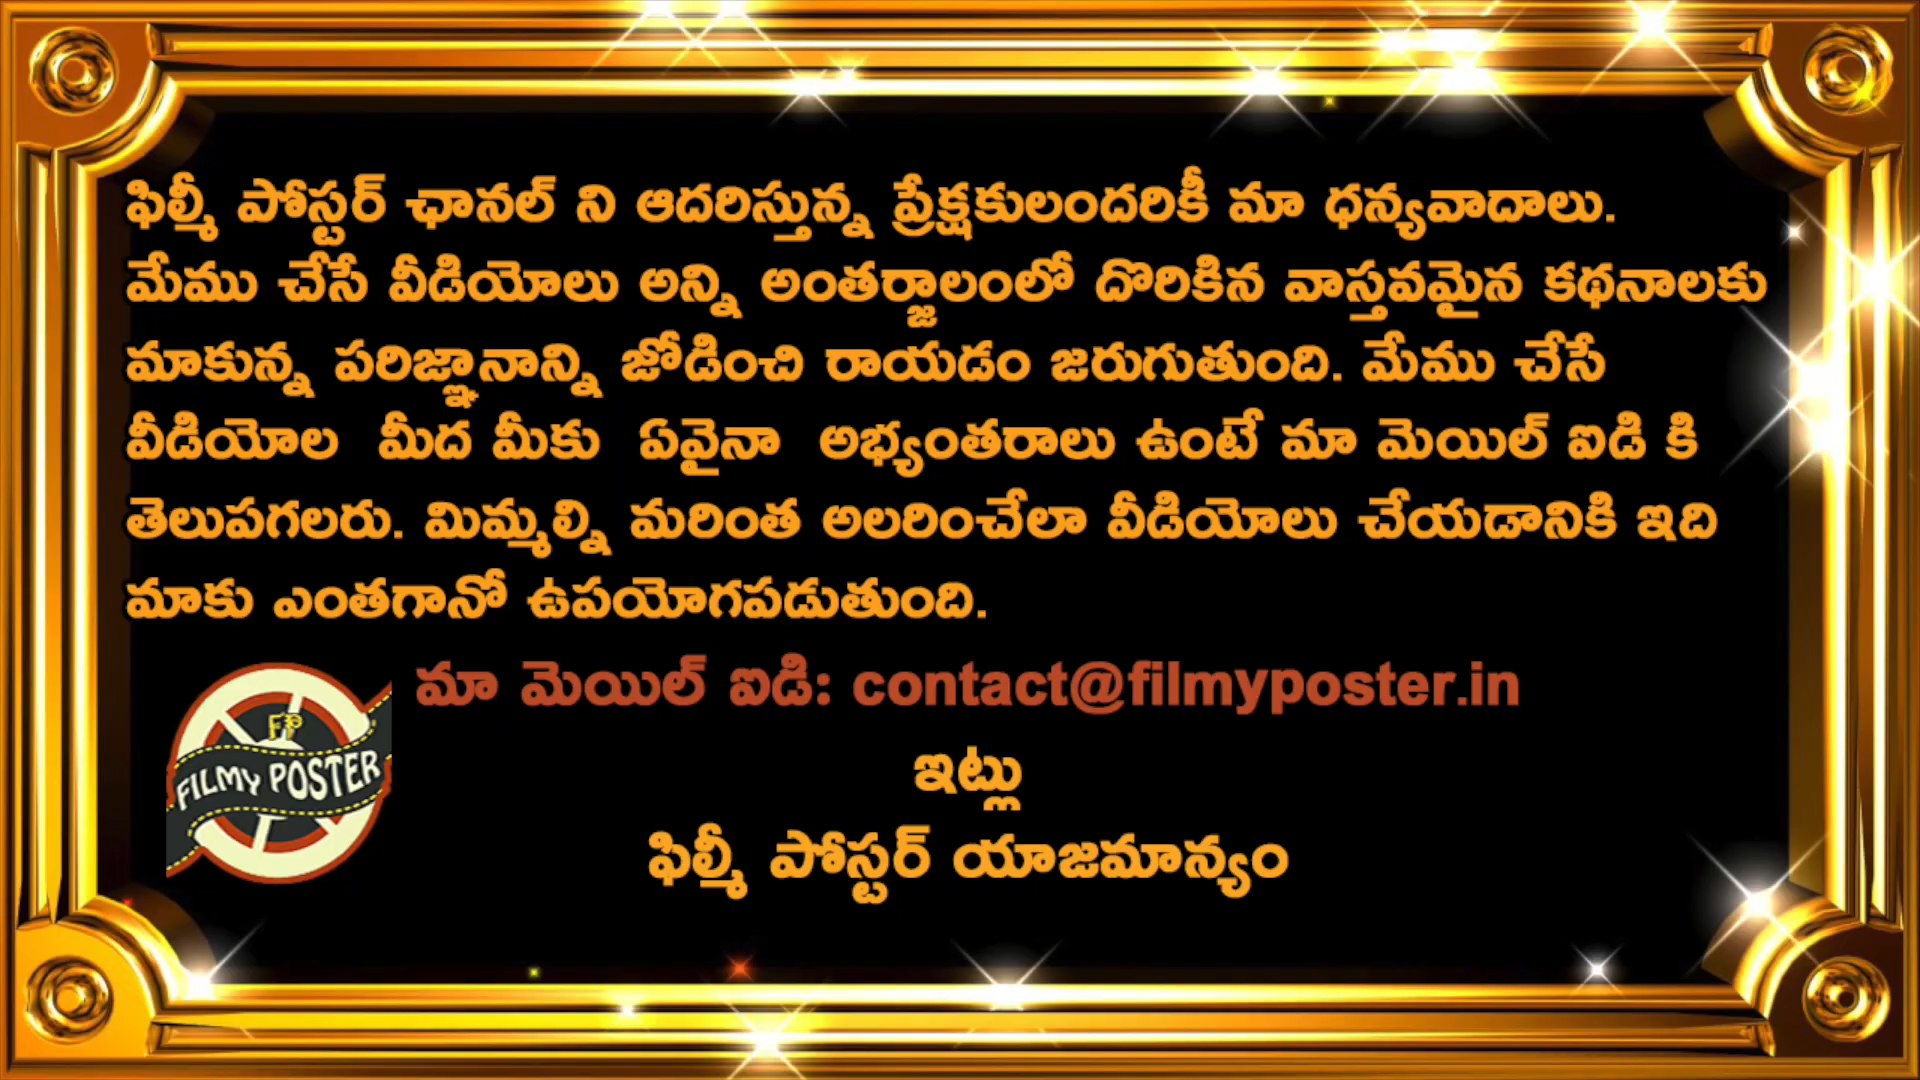 ఫిల్మీ పోస్టర్ ఛానల్ ని ఆదరిస్తున్న ప్రేక్షకులందరికీ మా ధన్యవాదాలు.
మేము చేసే వీడియోలు అన్ని అంతర్జాలంలో దొరికిన వాస్తవమైన కథనాలకు
మాకున్న పరిజ్ఞానాన్ని జోడించి రాయడం జరుగుతుంది. మేము చేసే
వీడియోల మీద మీకు ఏవైనా అభ్యంతరాలు ఉంటే మా మెయిల్ ఐడి కి
తెలుపగలరు. మిమ్మల్ని మరింత అలరించేలా వీడియోలు చేయడానికి ఇది
మాకు ఎంతగానో ఉపయోగపడుతుంది.
మా మెయిల్ ఐడి: contact@filmyposter.in
FP
FILMY POSTER
ఇట్లు
ఫిల్మీ పోస్టర్ యాజమాన్యం